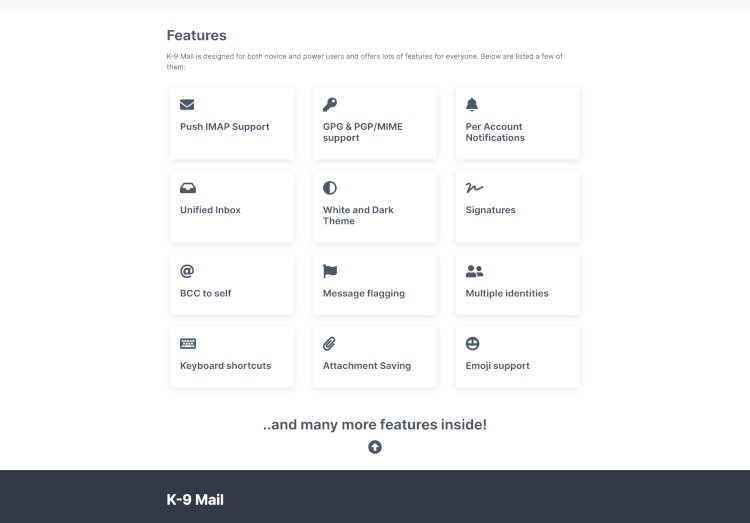 Features
K-9 Mail is designed for both novice and power users and offers lots of features for everyone. Below are listed a few of
them:
Push IMAP Support
GPG & PGP/MIME
support
Per Account
Notifications
Unified Inbox
White and Dark
Theme
Signatures
BCC to self
Message flagging
Multiple identities
Keyboard shortcuts
Attachment Saving
Emoji support
..and many more features inside!
K-9 Mail